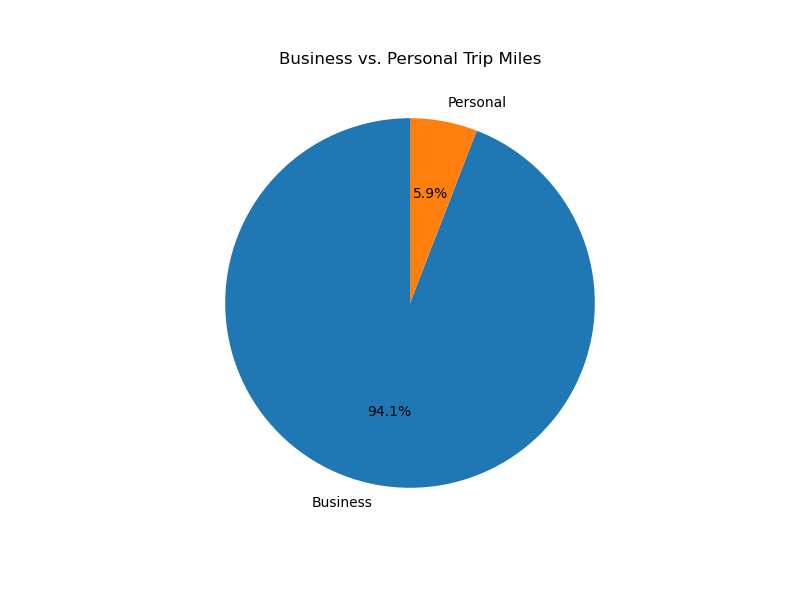 Business vs. Personal Trip Miles
Personal
5.9%
94.1%
Business